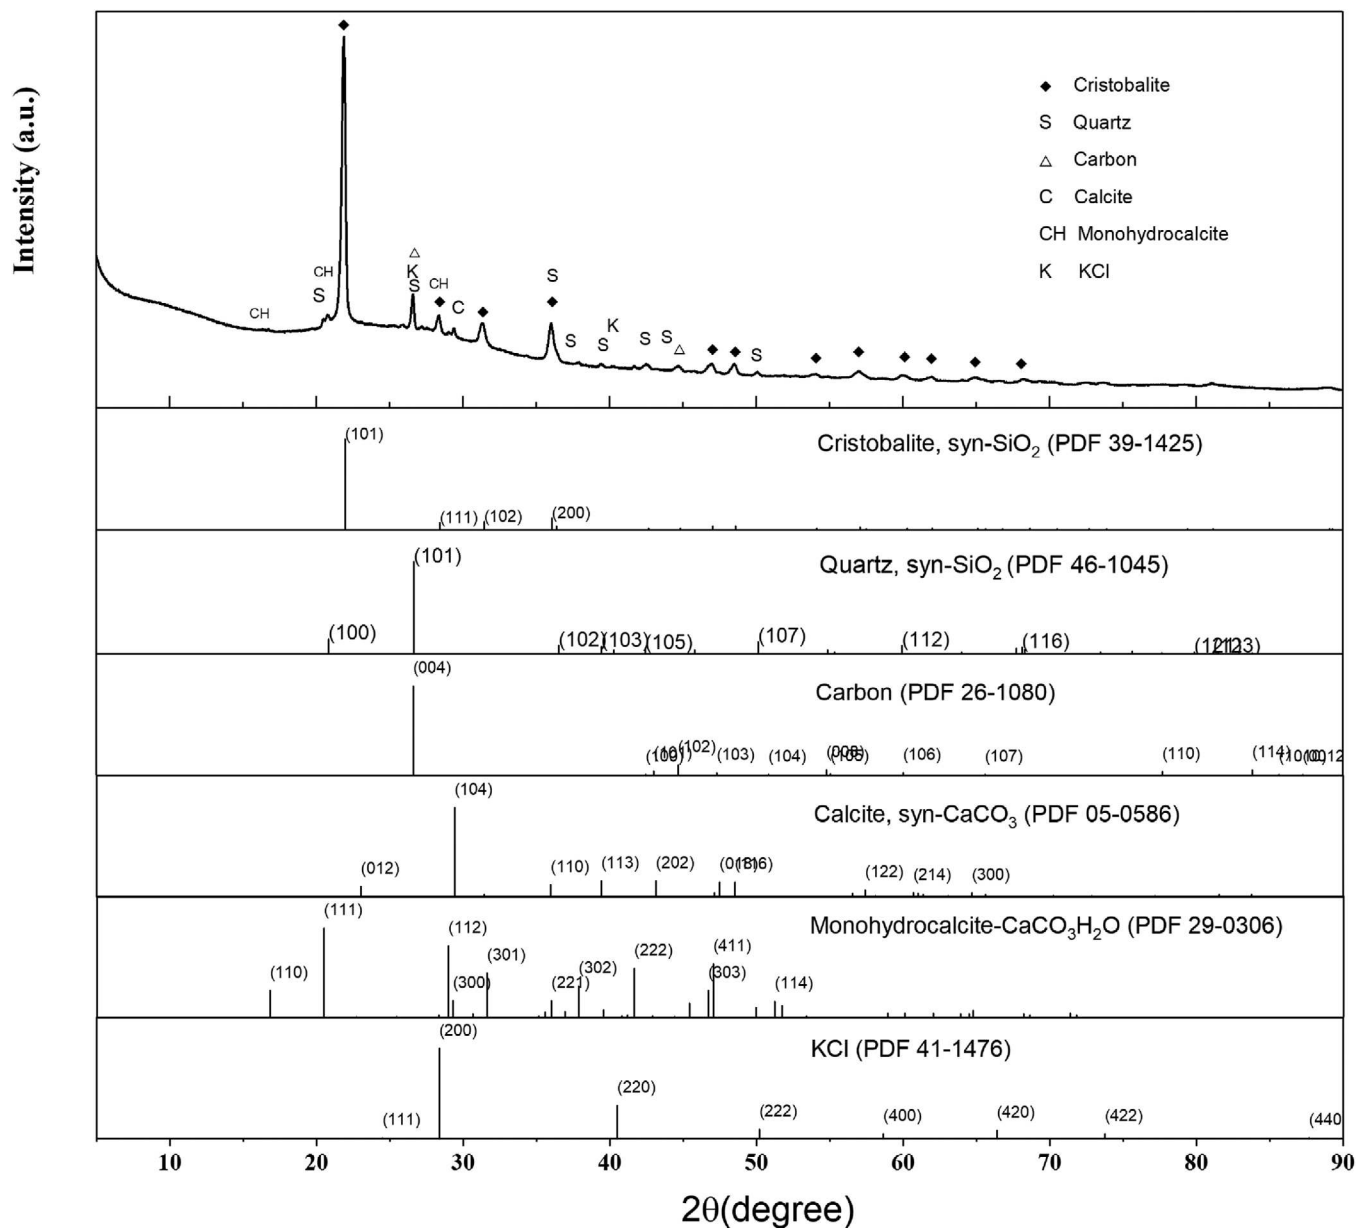 Intensity (a.u.)
◆ Cristobalite
S Quartz
△ Carbon
C Calcite
CH Monohydrocalcite
K KCl
CH
S
CH
△
K
S
CH
C
S
S
S
K
S
S
△
S
10 20 30 40 50 60 70 80 90
Cristobalite, syn-SiO2 (PDF 39-1425)
(101)
(111) (102) (200)
Quartz, syn-SiO2 (PDF 46-1045)
(101)
(100) (102) (103) (105) (107) (112) (116)
Carbon (PDF 26-1080)
(004)
(102) (103) (104) (106) (107) (110) (114)
Calcite, syn-CaCO3 (PDF 05-0586)
(104)
(012) (110) (113) (202) (116) (122) (214) (300)
Monohydrocalcite-CaCO3H2O (PDF 29-0306)
(111)
(110) (112) (300) (301) (221) (302) (222) (411) (303) (114)
KCl (PDF 41-1476)
(200)
(111) (220) (222) (400) (420) (422) (440
2θ(degree)